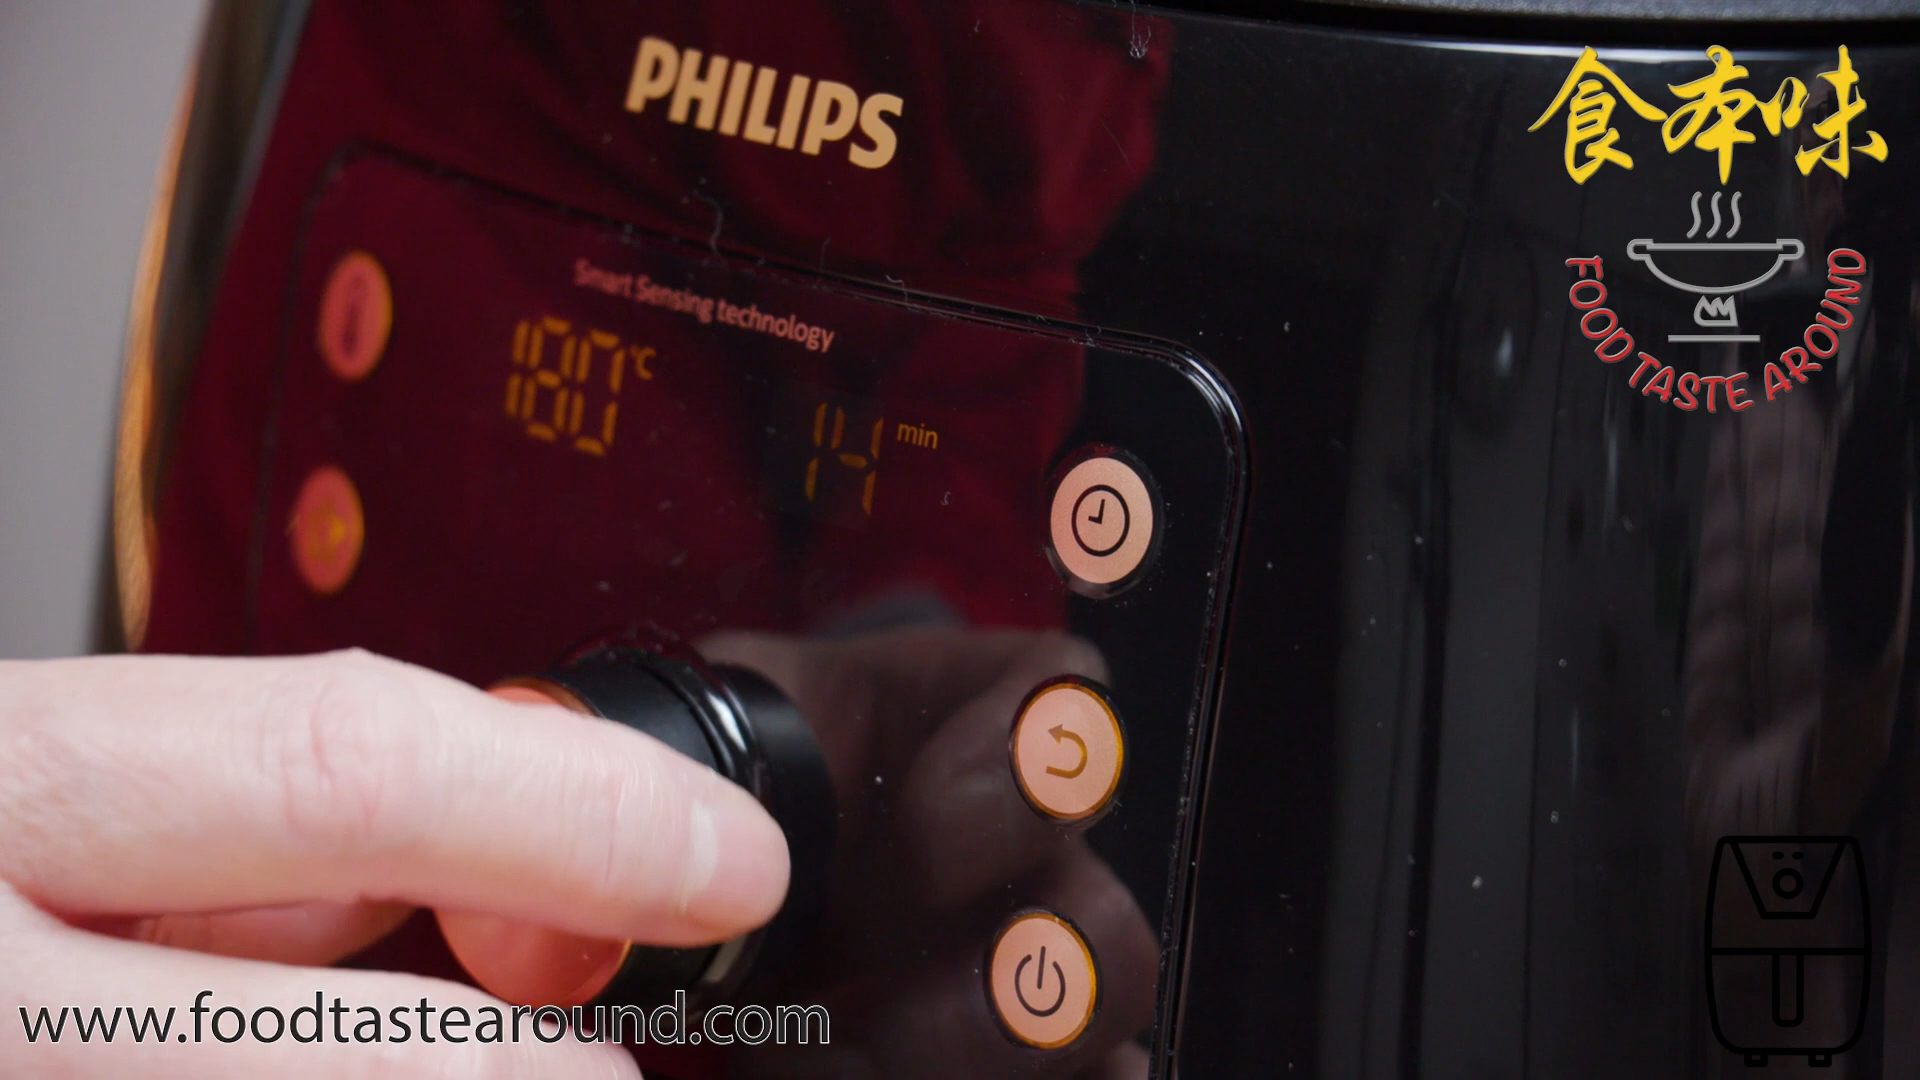 PHILIPS
食本味
Smart Sensing technology
180 °C
14 min
FOOD TASTE AROUND
www.foodtastearound.com